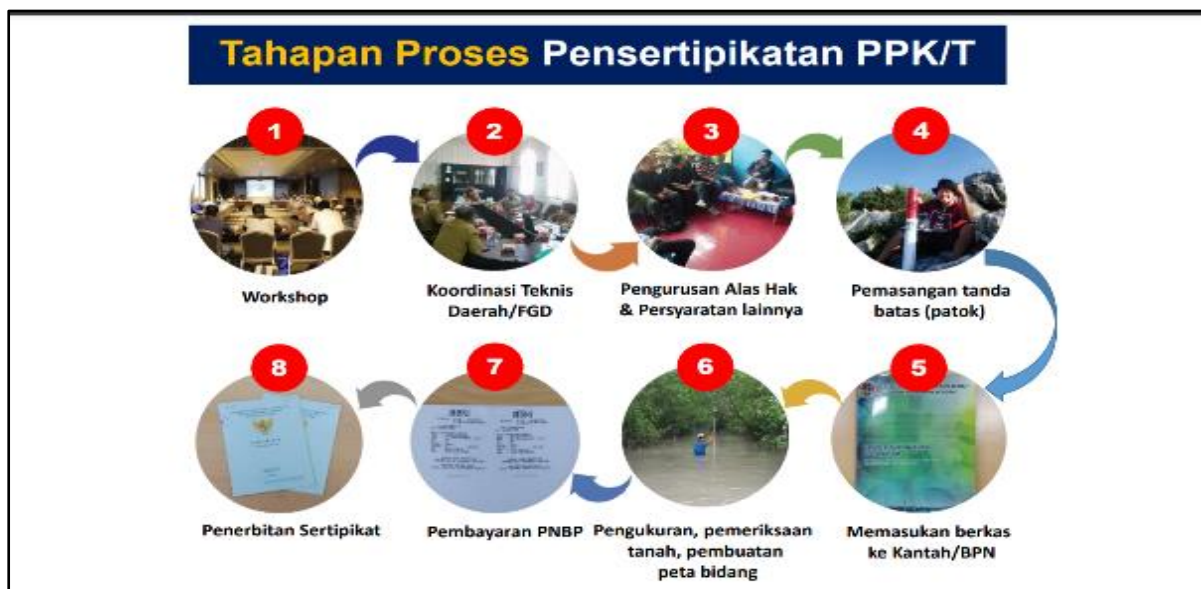 Tahapan Proses Pensertipikatan PPK/T
1
Workshop
2
Koordinasi Teknis
Daerah/FGD
3
Pengurusan Alas Hak
& Persyaratan lainnya
4
Pemasangan tanda
batas (patok)
5
Memasukan berkas
ke Kantah/BPN
6
Pengukuran, pemeriksaan
tanah, pembuatan
peta bidang
7
Pembayaran PNBP
8
Penerbitan Sertipikat